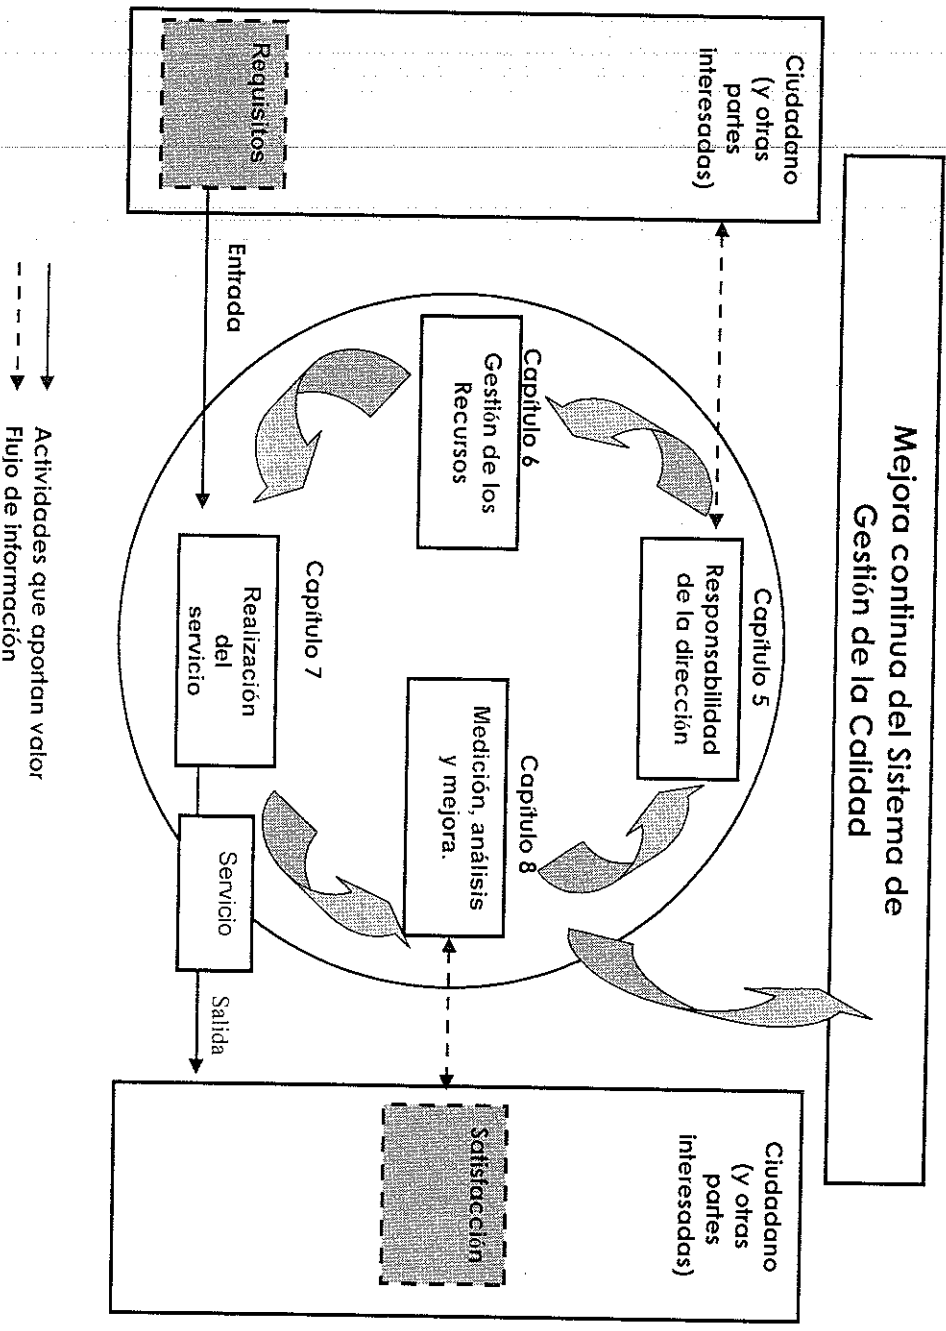 Mejora continua del Sistema de
Gestión de la Calidad
Ciudadano
(y otras
partes
interesadas)
Requisitos
Entrada
Capítulo 5
Responsabilidad
de la dirección
Capítulo 6
Gestión de los
Recursos
Capítulo 8
Medición, análisis
y mejora.
Capítulo 7
Realización
del
servicio
Servicio
Salida
Ciudadano
(y otras
partes
interesadas)
Satisfacción
Actividades que aportan valor
Flujo de información